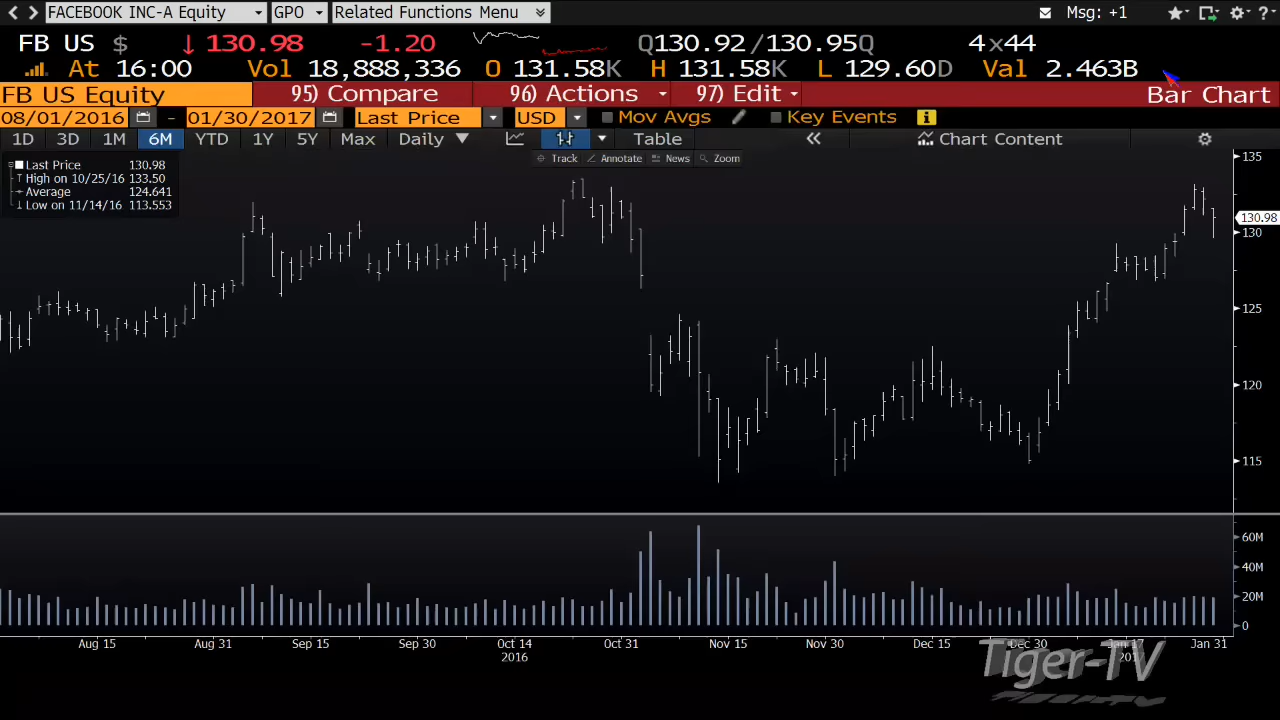 FACEBOOK INC-A Equity GPO Related Functions Menu Msg: +1
FB US $ ↓ 130.98 -1.20 Q130.92/130.95Q 4x44
At 16:00 Vol 18,888,336 O 131.58K H 131.58K L 129.60D Val 2.463B
FB US Equity 95) Compare 96) Actions 97) Edit Bar Chart
08/01/2016 - 01/30/2017 Last Price USD Mov Avgs Key Events
1D 3D 1M 6M YTD 1Y 5Y Max Daily Table « Chart Content
Track Annotate News Zoom
Last Price 130.98
High on 10/25/16 133.50
Average 124.641
Low on 11/14/16 113.553
135
130.98
130
125
120
115
60M
40M
20M
0
Aug 15 Aug 31 Sep 15 Sep 30 Oct 14 Oct 31 Nov 15 Nov 30 Dec 15 Dec 30 Jan 17 Jan 31
2016
Tiger-TV